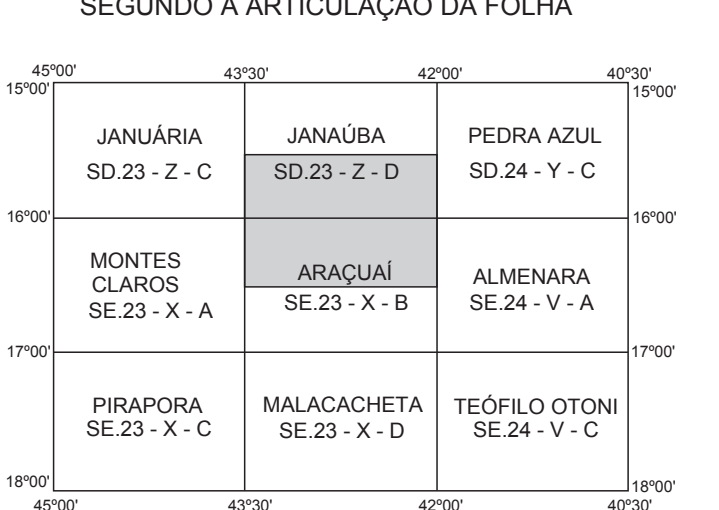 SEGUNDO A ARTICULAÇÃO DA FOLHA
45º00' 43º30' 42º00' 40º30'
15º00' 15º00'
JANUÁRIA JANAÚBA PEDRA AZUL
SD.23 - Z - C SD.23 - Z - D SD.24 - Y - C
16º00' 16º00'
MONTES
CLAROS
SE.23 - X - A
ARAÇUAÍ
SE.23 - X - B
ALMENARA
SE.24 - V - A
17º00' 17º00'
PIRAPORA MALACACHETA TEÓFILO OTONI
SE.23 - X - C SE.23 - X - D SE.24 - V - C
18º00' 18º00'
45º00' 43º30' 42º00' 40º30'